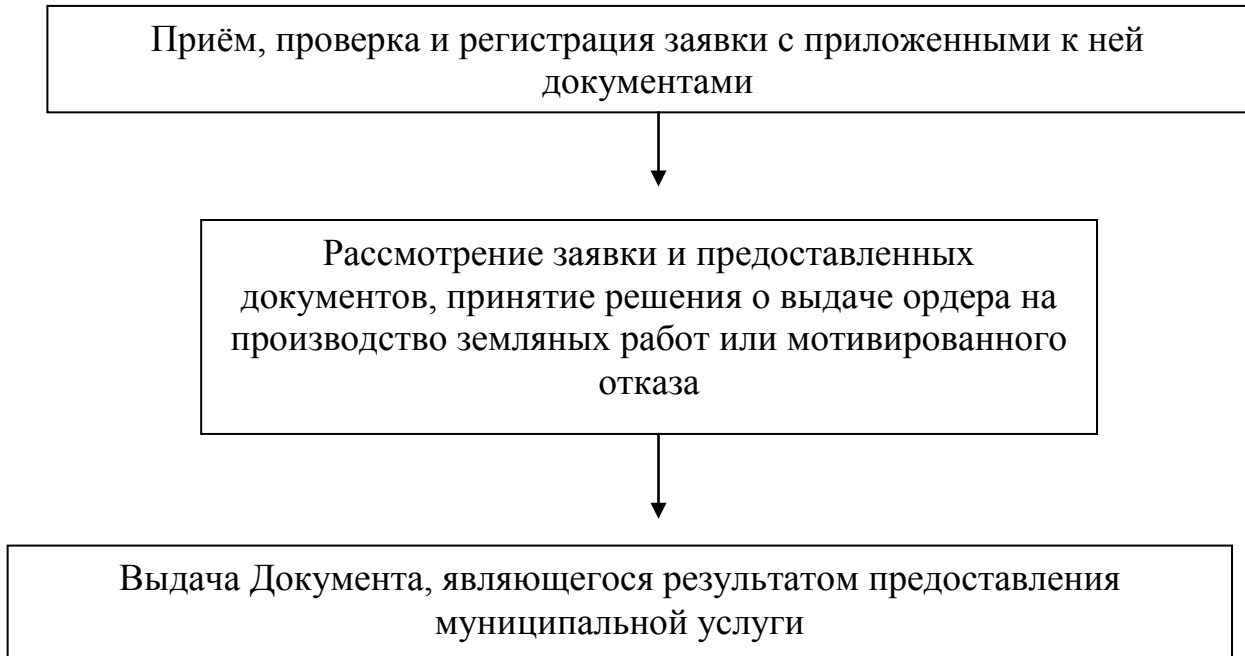 Приём, проверка и регистрация заявки с приложенными к ней
документами
Рассмотрение заявки и предоставленных
документов, принятие решения о выдаче ордера на
производство земляных работ или мотивированного
отказа
Выдача Документа, являющегося результатом предоставления
муниципальной услуги